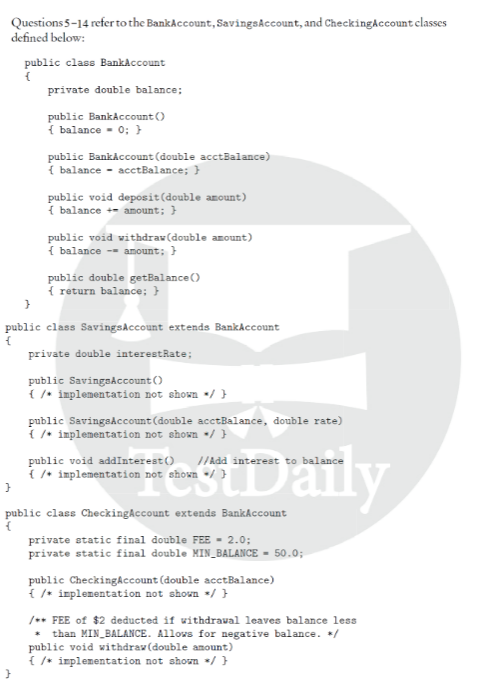 Questions 5–14 refer to the BankAccount, SavingsAccount, and CheckingAccount classes
defined below:
public class BankAccount
{
private double balance;
public BankAccount()
{ balance = 0; }
public BankAccount(double acctBalance)
{ balance = acctBalance; }
public void deposit(double amount)
{ balance += amount; }
public void withdraw(double amount)
{ balance -= amount; }
public double getBalance()
{ return balance; }
}
public class SavingsAccount extends BankAccount
{
private double interestRate;
public SavingsAccount()
{ /* implementation not shown */ }
public SavingsAccount(double acctBalance, double rate)
{ /* implementation not shown */ }
public void addInterest() //Add interest to balance
{ /* implementation not shown */ }
}
TestDaily
public class CheckingAccount extends BankAccount
{
private static final double FEE = 2.0;
private static final double MIN_BALANCE = 50.0;
public CheckingAccount(double acctBalance)
{ /* implementation not shown */ }
/** FEE of $2 deducted if withdrawal leaves balance less
* than MIN_BALANCE. Allows for negative balance. */
public void withdraw(double amount)
{ /* implementation not shown */ }
}